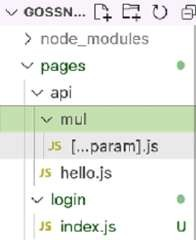 GOSSN...
node_modules
pages
api
mul
JS [...param].js
JS hello.js
login
JS index.js U